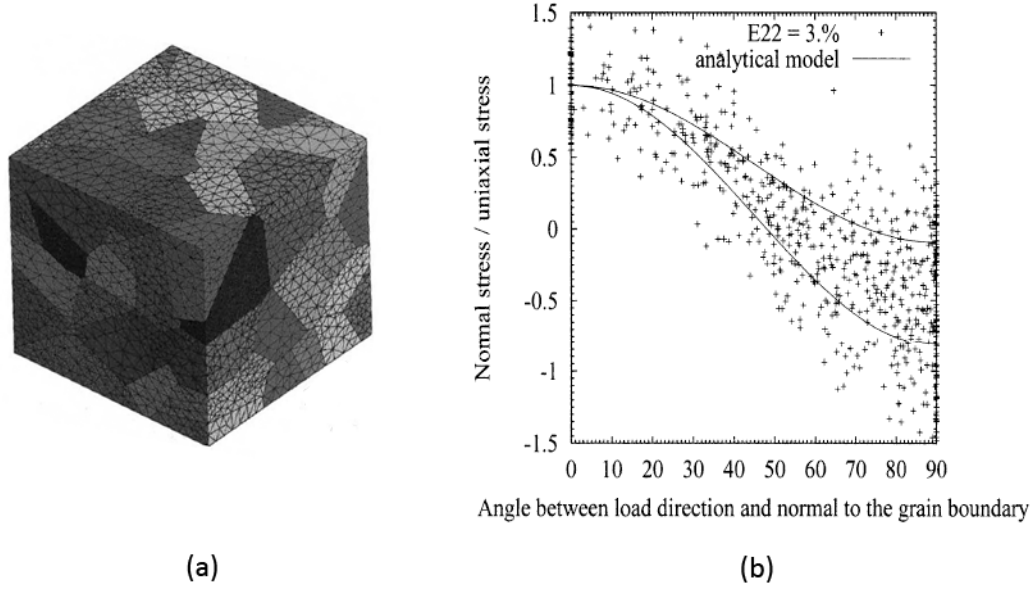 1.5
E22 = 3.%
analytical model
1
0.5
0
-0.5
-1
-1.5
Normal stress / uniaxial stress
0 10 20 30 40 50 60 70 80 90
Angle between load direction and normal to the grain boundary
(a)
(b)